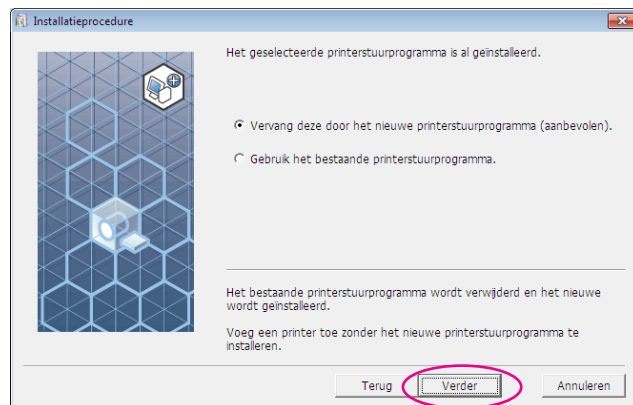 Installatieprocedure
Het geselecteerde printerstuurprogramma is al geïnstalleerd.
Vervang deze door het nieuwe printerstuurprogramma (aanbevolen).
Gebruik het bestaande printerstuurprogramma.
Het bestaande printerstuurprogramma wordt verwijderd en het nieuwe
wordt geïnstalleerd.
Voeg een printer toe zonder het nieuwe printerstuurprogramma te
installeren.
Terug
Verder
Annuleren